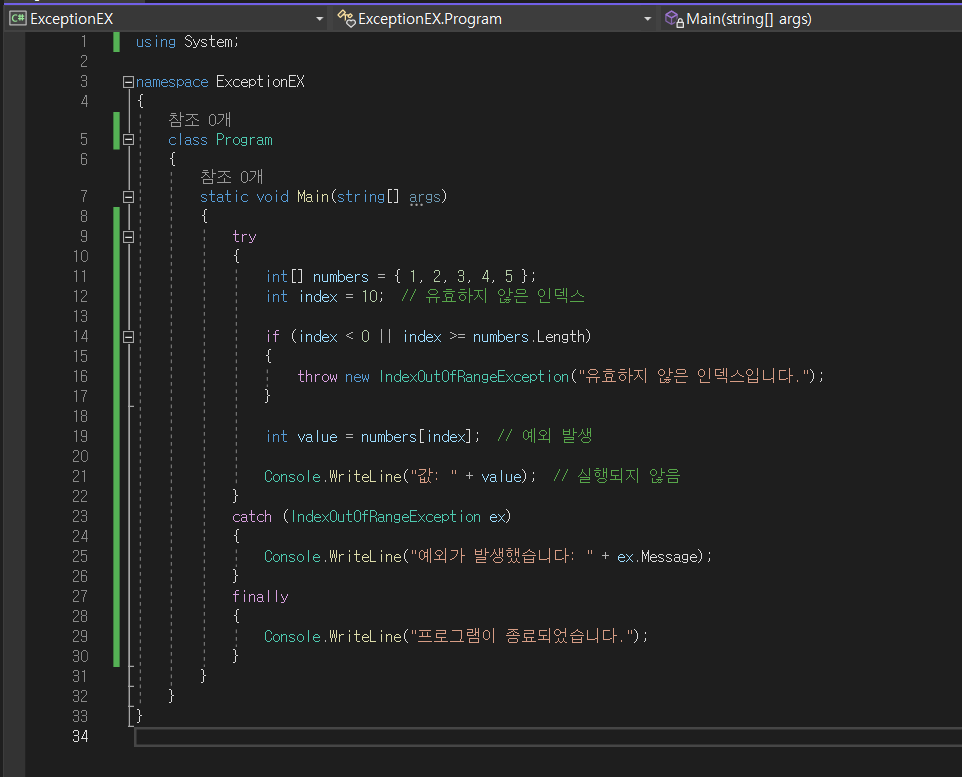 C# ExceptionEX ExceptionEX.Program Main(string[] args)
1 using System;
2
3 namespace ExceptionEX
4 {
참조 0개
5 class Program
6 {
참조 0개
7 static void Main(string[] args)
8 {
9 try
10 {
11 int[] numbers = { 1, 2, 3, 4, 5 };
12 int index = 10; // 유효하지 않은 인덱스
13
14 if (index < 0 || index >= numbers.Length)
15 {
16 throw new IndexOutOfRangeException("유효하지 않은 인덱스입니다.");
17 }
18
19 int value = numbers[index]; // 예외 발생
20
21 Console.WriteLine("값: " + value); // 실행되지 않음
22 }
23 catch (IndexOutOfRangeException ex)
24 {
25 Console.WriteLine("예외가 발생했습니다: " + ex.Message);
26 }
27 finally
28 {
29 Console.WriteLine("프로그램이 종료되었습니다.");
30 }
31 }
32 }
33 }
34